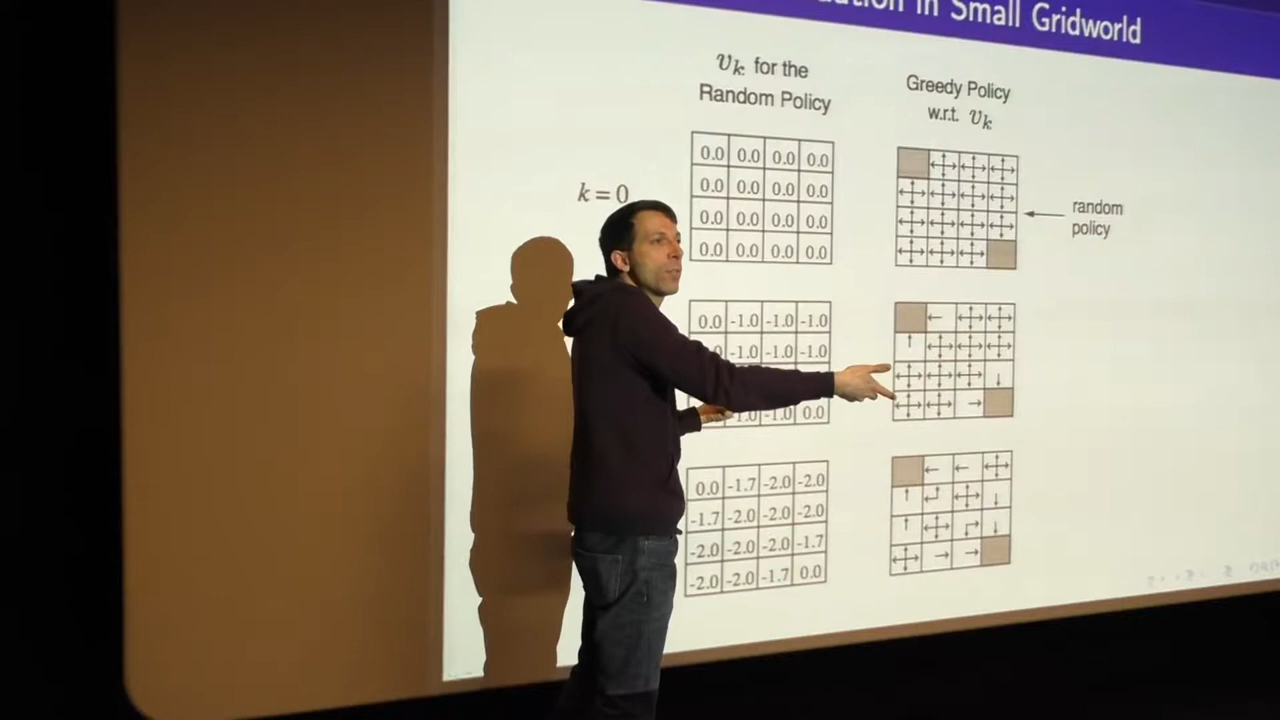 in Small Gridworld
v_k for the
Random Policy
Greedy Policy
w.r.t. v_k
k = 0
0.0 0.0 0.0 0.0
0.0 0.0 0.0 0.0
0.0 0.0 0.0 0.0
0.0 0.0 0.0 0.0
random
policy
0.0 -1.0 -1.0 -1.0
-1.0 -1.0 -1.0
-1.0 0.0
0.0 -1.7 -2.0 -2.0
-1.7 -2.0 -2.0 -2.0
-2.0 -2.0 -2.0 -1.7
-2.0 -2.0 -1.7 0.0